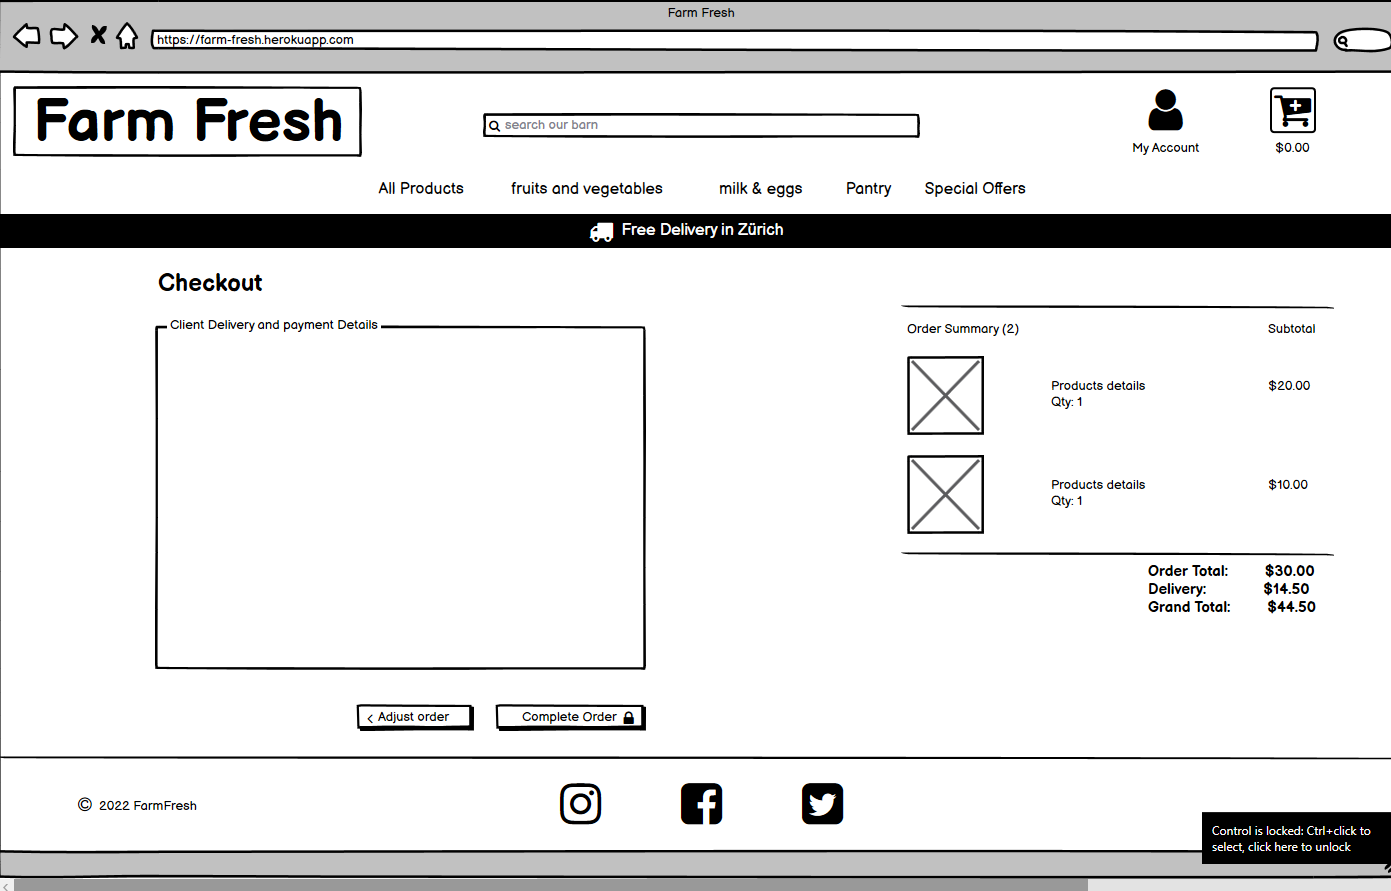 Farm Fresh
https://farm-fresh.herokuapp.com
Farm Fresh
search our barn
My Account
$0.00
All Products fruits and vegetables milk & eggs Pantry Special Offers
Free Delivery in Zürich
Checkout
Client Delivery and payment Details
Order Summary (2) Subtotal
Products details $20.00
Qty: 1
Products details $10.00
Qty: 1
Order Total: $30.00
Delivery: $14.50
Grand Total: $44.50
< Adjust order
Complete Order
© 2022 FarmFresh
Control is locked: Ctrl+click to
select, click here to unlock